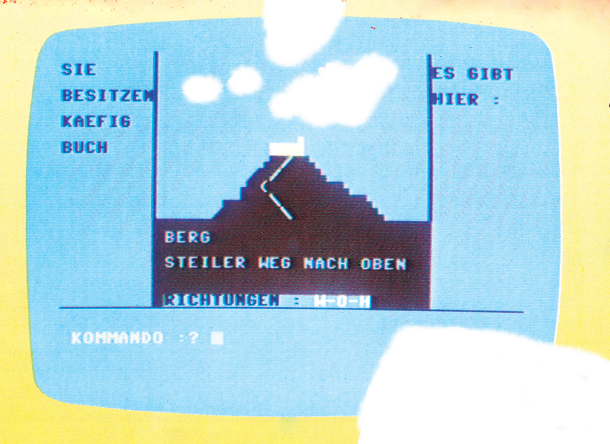 SIE
BESITZEN
KAEFIG
BUCH
ES GIBT
HIER :
BERG
STEILER WEG NACH OBEN
RICHTUNGEN : W-O-H
KOMMANDO :?